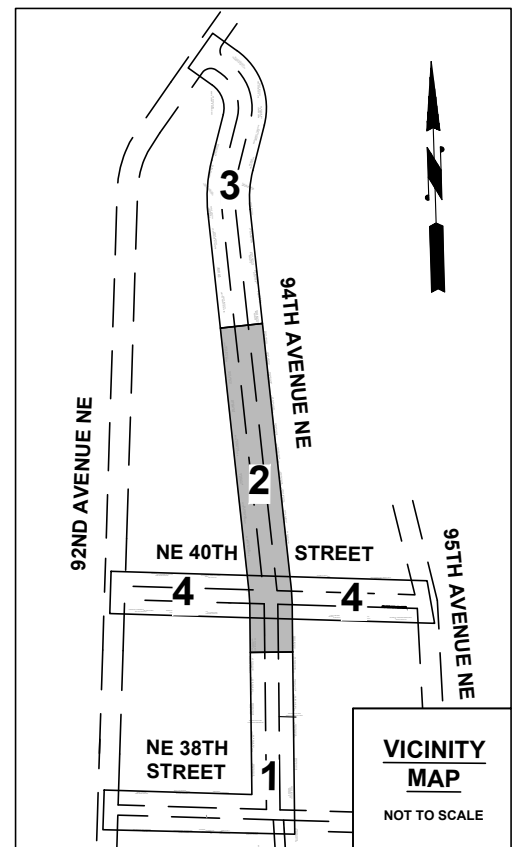 3
94TH AVENUE NE
N
2
92ND AVENUE NE
NE 40TH STREET
4
4
95TH AVENUE NE
NE 38TH
STREET
1
VICINITY
MAP
NOT TO SCALE